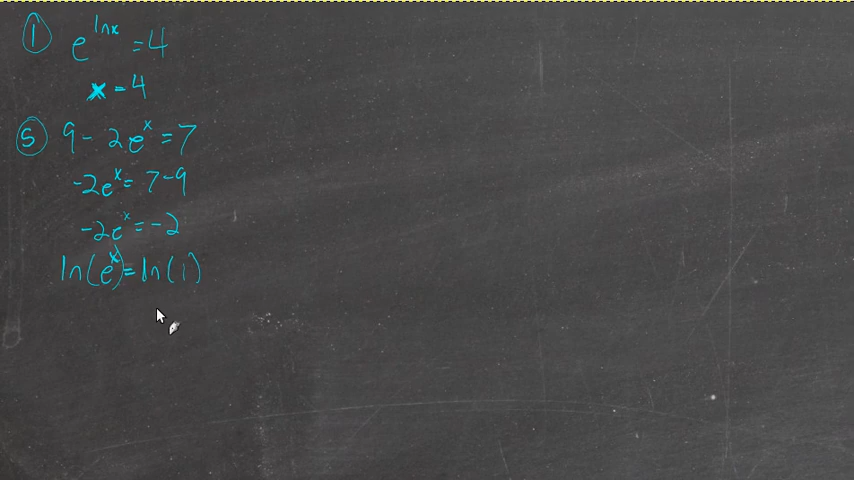 ① e^{ln x} = 4
x = 4
⑤ 9 - 2e^x = 7
-2e^x = 7-9
-2e^x = -2
ln(e^x) = ln(1)